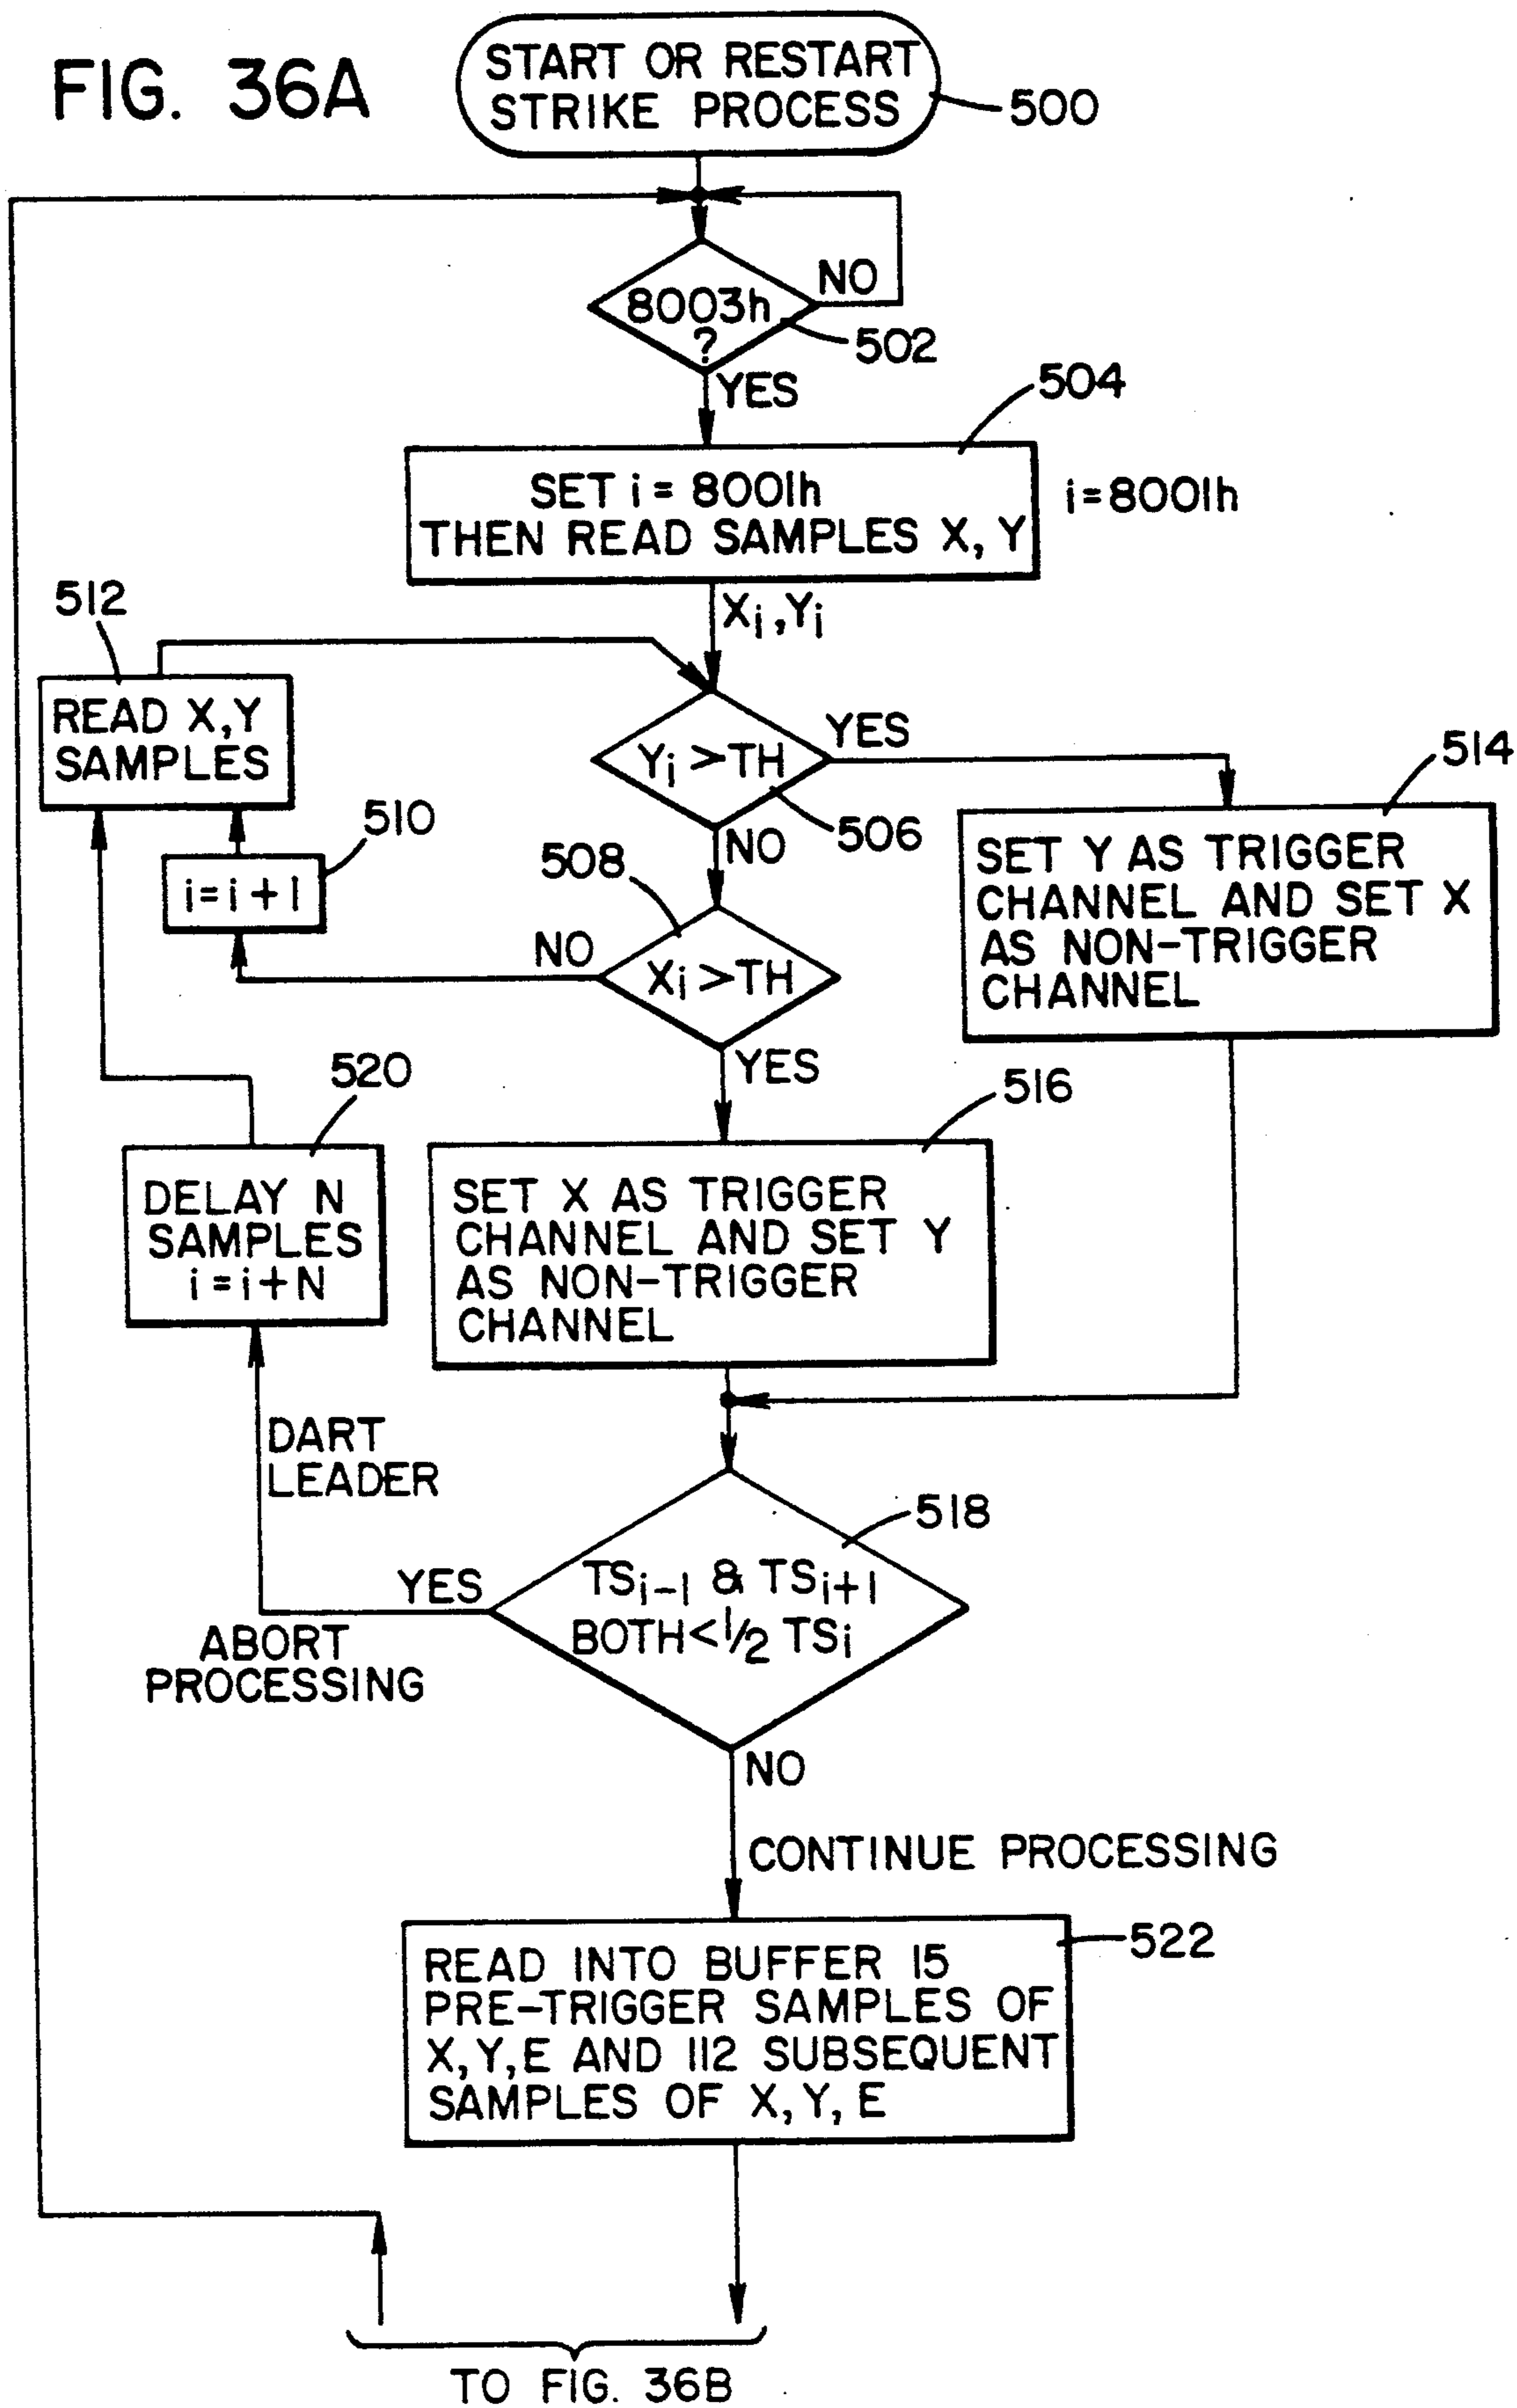 FIG. 36A
START OR RESTART
STRIKE PROCESS
500
NO
8003h
?
502
YES
504
SET i = 8001h
THEN READ SAMPLES X, Y
i = 8001h
512
Xi, Yi
READ X, Y
SAMPLES
YES
Yi > TH
514
510
506
NO
508
SET Y AS TRIGGER
CHANNEL AND SET X
AS NON-TRIGGER
CHANNEL
i = i + 1
NO
Xi > TH
YES
520
516
DELAY N
SAMPLES
i = i + N
SET X AS TRIGGER
CHANNEL AND SET Y
AS NON-TRIGGER
CHANNEL
DART
LEADER
518
YES
TSi-1 & TSi+1
BOTH < 1/2 TSi
ABORT
PROCESSING
NO
CONTINUE PROCESSING
522
READ INTO BUFFER 15
PRE-TRIGGER SAMPLES OF
X, Y, E AND 112 SUBSEQUENT
SAMPLES OF X, Y, E
TO FIG. 36B